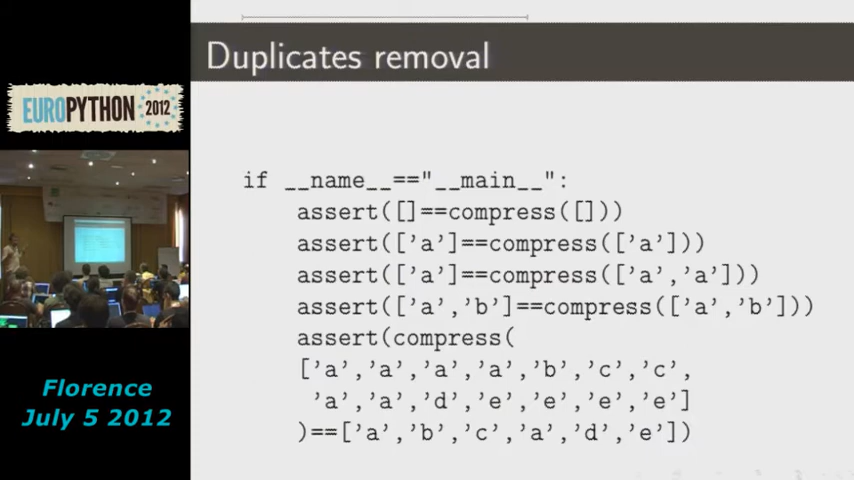 Duplicates removal
EUROPYTHON 2012
if __name__=="__main__":
assert([]==compress([]))
assert(['a']==compress(['a']))
assert(['a']==compress(['a','a']))
assert(['a','b']==compress(['a','b']))
assert(compress(
['a','a','a','a','b','c','c',
'a','a','d','e','e','e','e']
)==['a','b','c','a','d','e'])
Florence
July 5 2012